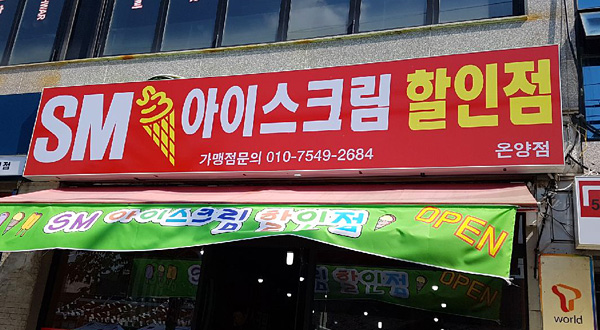 SM 아이스크림 할인점
가맹점문의 010-7549-2684
온양점
SM 아이스크림 할인점 OPEN
할인점 OPEN
T world